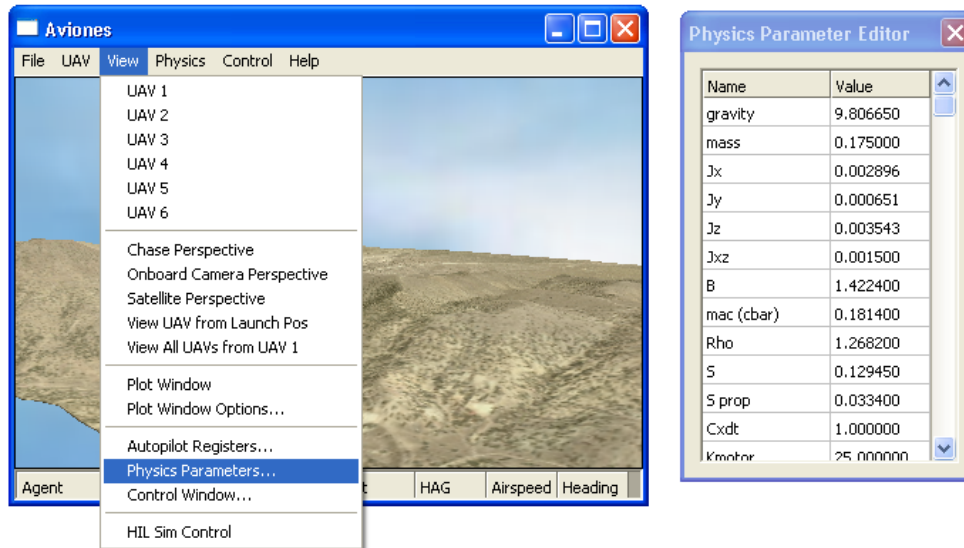 Aviones
File UAV View Physics Control Help
UAV 1
UAV 2
UAV 3
UAV 4
UAV 5
UAV 6
Chase Perspective
Onboard Camera Perspective
Satellite Perspective
View UAV from Launch Pos
View All UAVs from UAV 1
Plot Window
Plot Window Options...
Autopilot Registers...
Physics Parameters...
Control Window...
HIL Sim Control
Agent HAG Airspeed Heading
Physics Parameter Editor
Name Value
gravity 9.806650
mass 0.175000
Jx 0.002896
Jy 0.000651
Jz 0.003543
Jxz 0.001500
B 1.422400
mac (cbar) 0.181400
Rho 1.268200
S 0.129450
S prop 0.033400
Cxdt 1.000000
Kmotor 25.000000